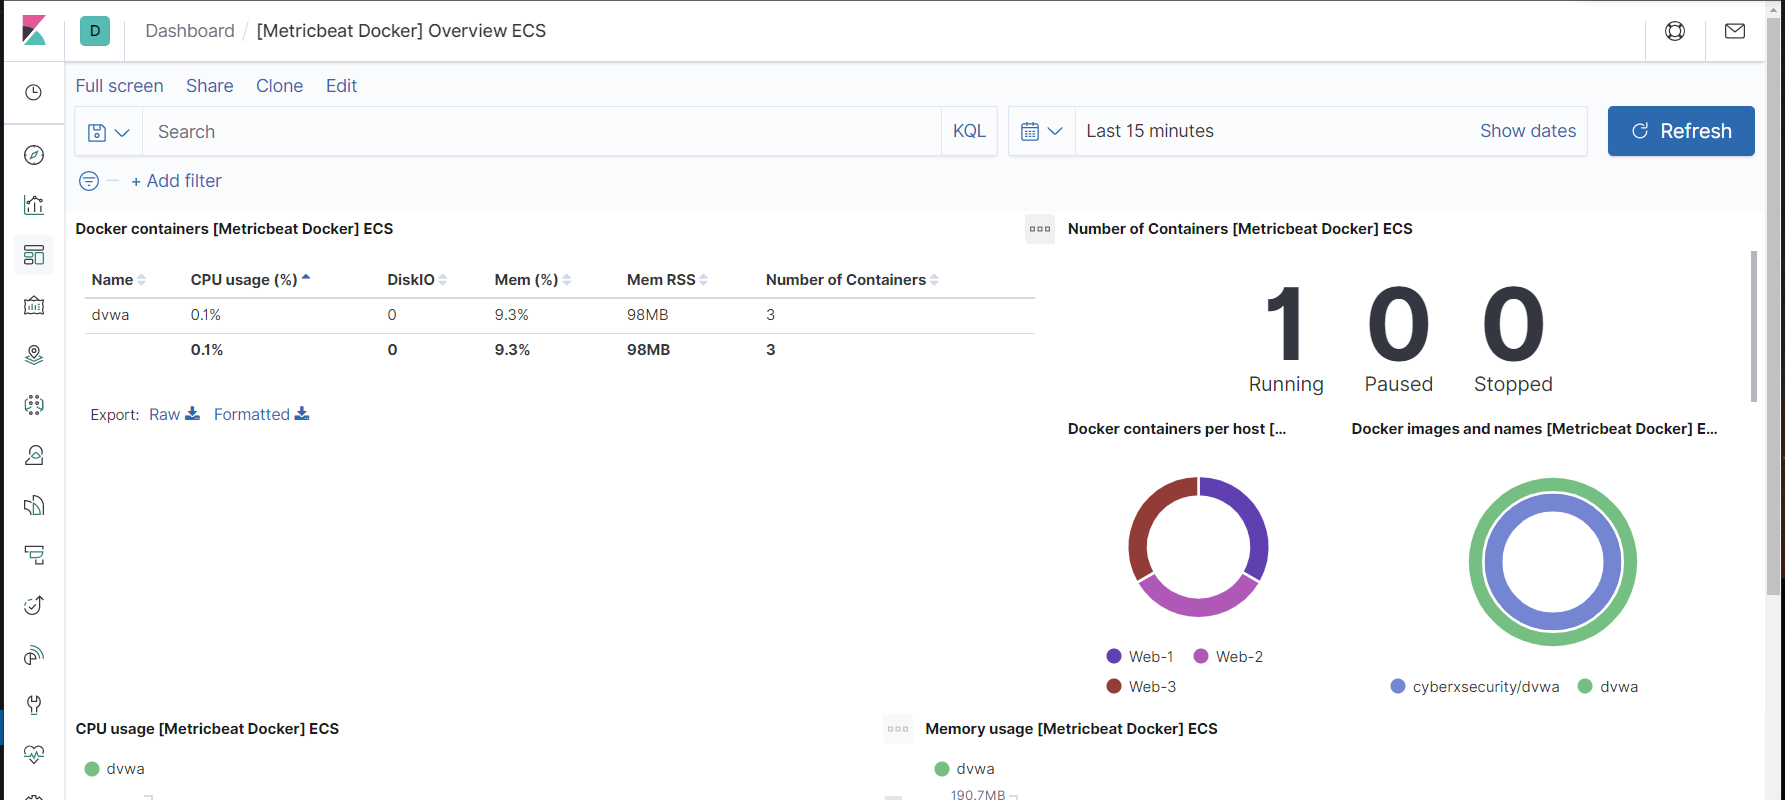 D Dashboard / [Metricbeat Docker] Overview ECS
Full screen Share Clone Edit
Search KQL Last 15 minutes Show dates Refresh
+ Add filter
Docker containers [Metricbeat Docker] ECS
Name CPU usage (%) DiskIO Mem (%) Mem RSS Number of Containers
dvwa 0.1% 0 9.3% 98MB 3
0.1% 0 9.3% 98MB 3
Export: Raw Formatted
Number of Containers [Metricbeat Docker] ECS
1 0 0
Running Paused Stopped
Docker containers per host [...
Web-1 Web-2
Web-3
Docker images and names [Metricbeat Docker] E...
cyberxsecurity/dvwa dvwa
CPU usage [Metricbeat Docker] ECS
dvwa
Memory usage [Metricbeat Docker] ECS
dvwa
190.7MB